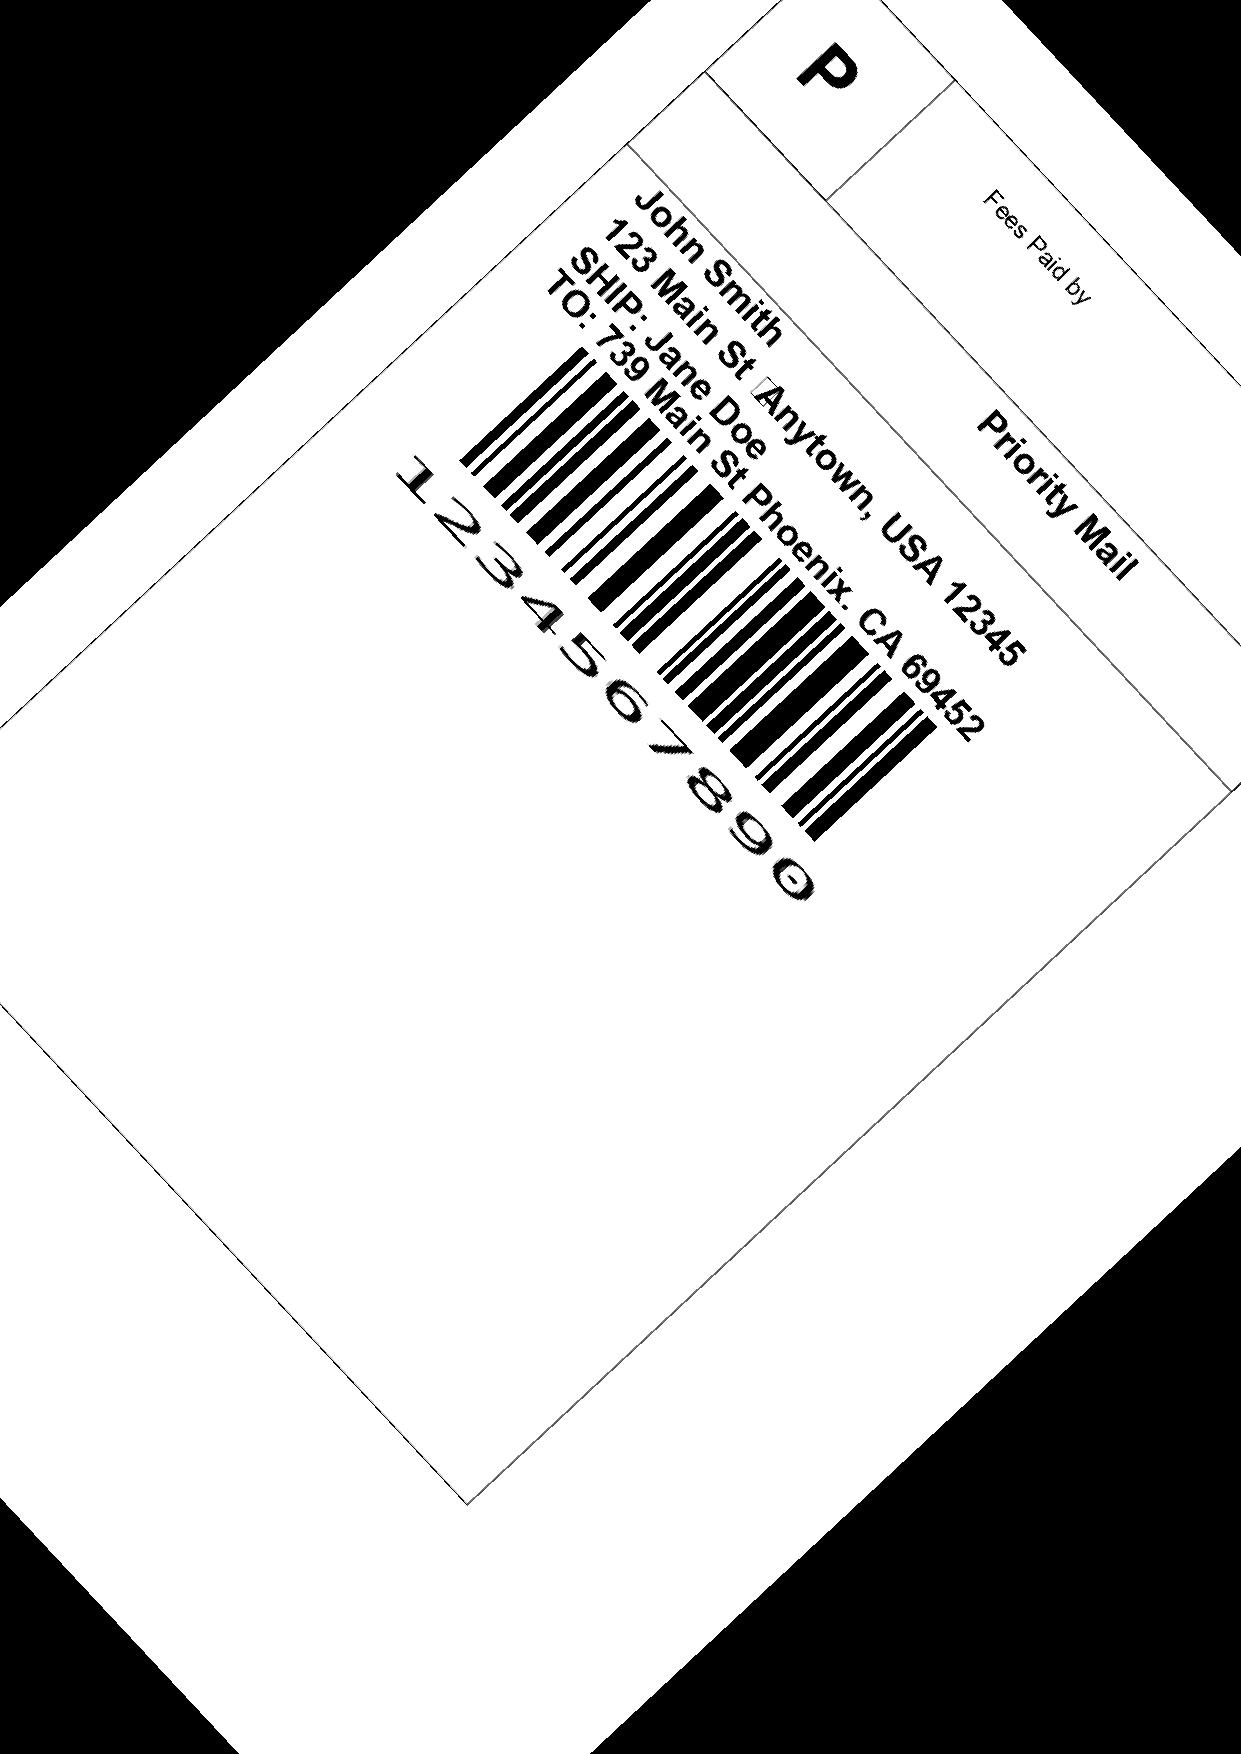 P
Fees Paid by
Priority Mail
John Smith
123 Main St Anytown, USA 12345
SHIP: Jane Doe
TO: 739 Main St Phoenix. CA 69452
1234567890